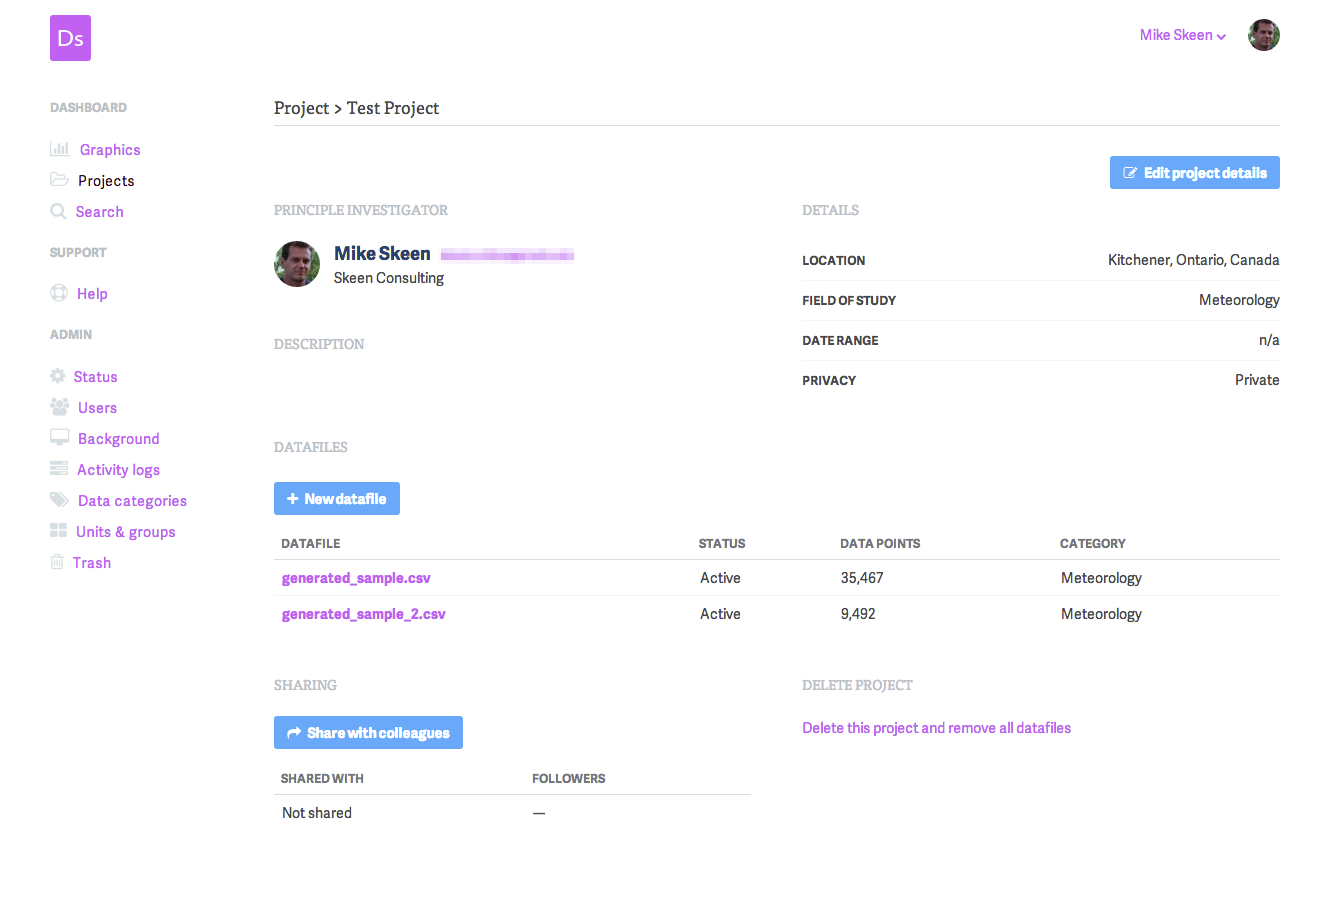 Ds
Mike Skeen
DASHBOARD
Graphics
Projects
Search
SUPPORT
Help
ADMIN
Status
Users
Background
Activity logs
Data categories
Units & groups
Trash
Project > Test Project
Edit project details
PRINCIPLE INVESTIGATOR
Mike Skeen
Skeen Consulting
DESCRIPTION
DETAILS
LOCATION Kitchener, Ontario, Canada
FIELD OF STUDY Meteorology
DATE RANGE n/a
PRIVACY Private
DATAFILES
+ New datafile
DATAFILE STATUS DATA POINTS CATEGORY
generated_sample.csv Active 35,467 Meteorology
generated_sample_2.csv Active 9,492 Meteorology
SHARING
Share with colleagues
SHARED WITH FOLLOWERS
Not shared —
DELETE PROJECT
Delete this project and remove all datafiles